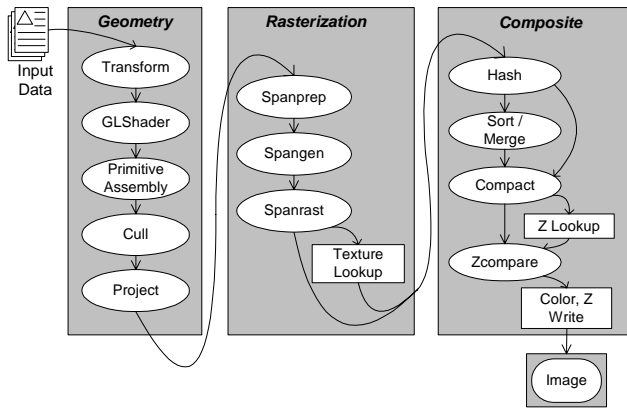 Geometry
Rasterization
Composite
Input
Data
Transform
GLShader
Primitive
Assembly
Cull
Project
Spanprep
Spangen
Spanrast
Texture
Lookup
Hash
Sort /
Merge
Compact
Z Lookup
Zcompare
Color, Z
Write
Image